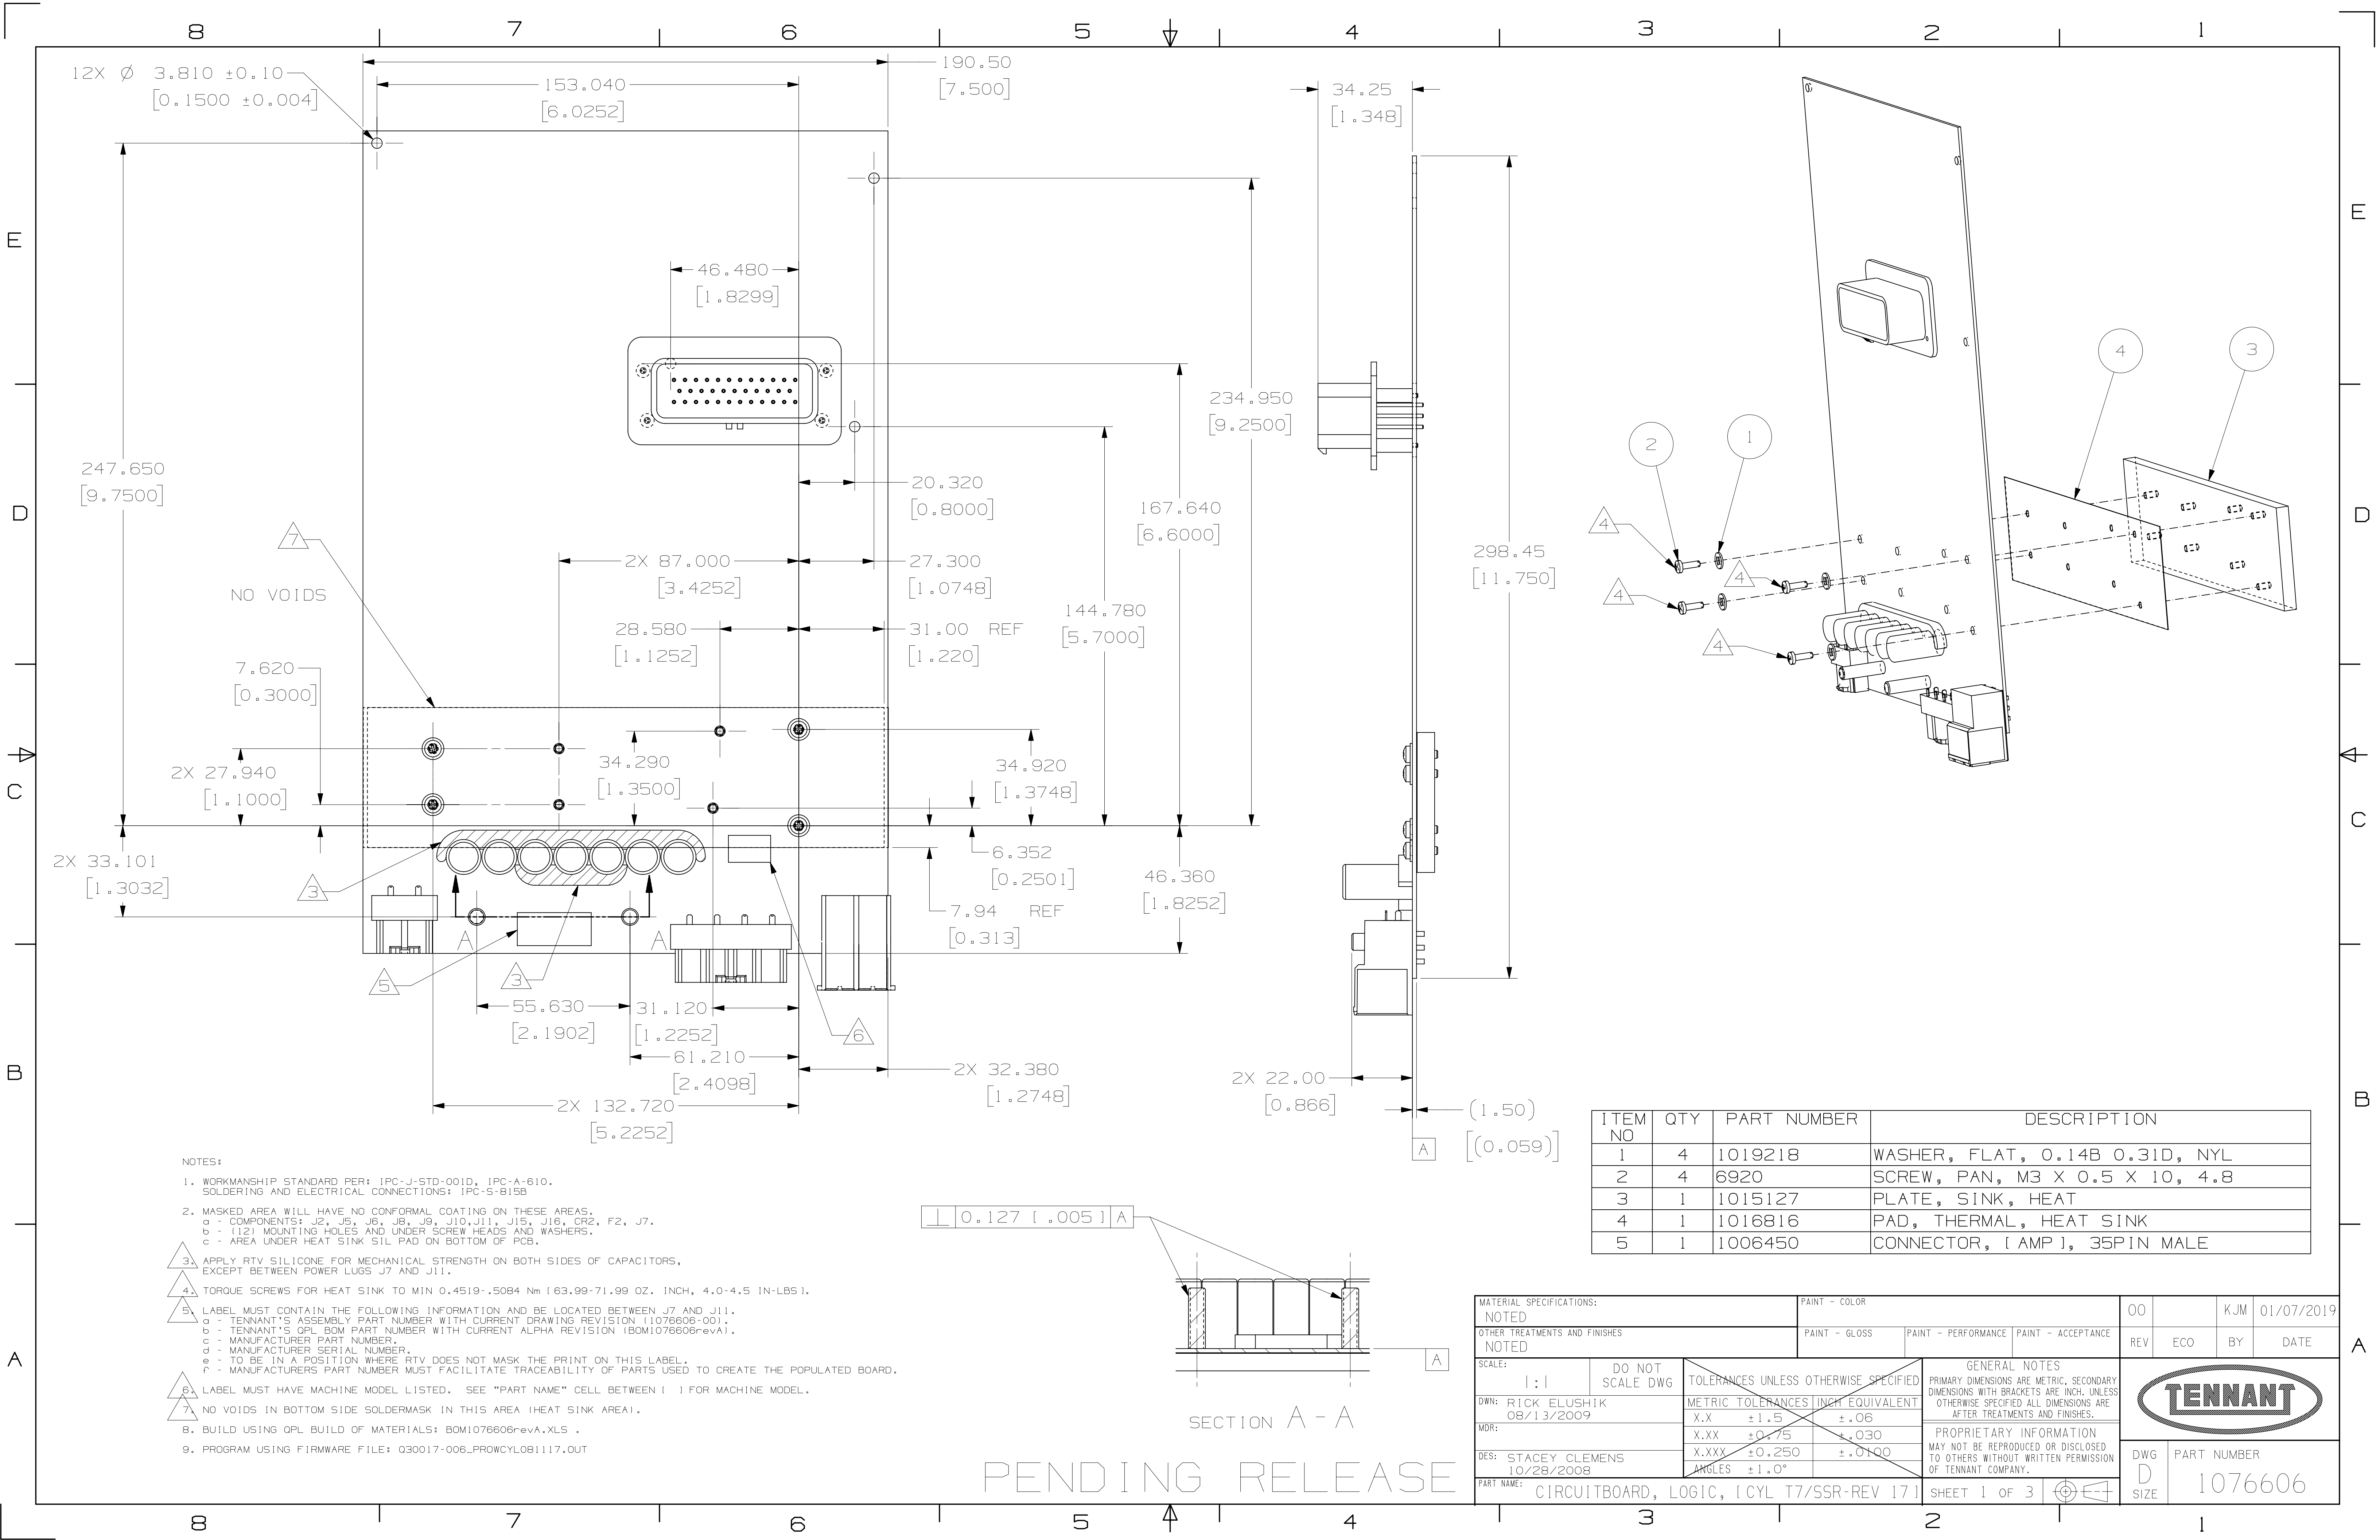 8 7 6 5 4 3 2 1
E
D
C
B
A
12X Ø 3.810 ±0.10
[0.1500 ±0.004]
153.040
[6.0252]
190.50
[7.500]
34.25
[1.348]
46.480
[1.8299]
247.650
[9.7500]
234.950
[9.2500]
20.320
[0.8000]
167.640
[6.6000]
298.45
[11.750]
7
NO VOIDS
2X 87.000
[3.4252]
27.300
[1.0748]
144.780
[5.7000]
28.580
[1.1252]
31.00 REF
[1.220]
7.620
[0.3000]
2X 27.940
[1.1000]
34.290
[1.3500]
34.920
[1.3748]
2X 33.101
[1.3032]
3
6.352
[0.2501]
46.360
[1.8252]
7.94 REF
[0.313]
A A
5
3
6
55.630
[2.1902]
31.120
[1.2252]
61.210
[2.4098]
2X 32.380
[1.2748]
2X 132.720
[5.2252]
2X 22.00
[0.866]
(1.50)
[(0.059)]
A
4 3
2 1
4
4
4
4
ITEM NO QTY PART NUMBER DESCRIPTION
1 4 1019218 WASHER, FLAT, 0.14B 0.31D, NYL
2 4 6920 SCREW, PAN, M3 X 0.5 X 10, 4.8
3 1 1015127 PLATE, SINK, HEAT
4 1 1016816 PAD, THERMAL, HEAT SINK
5 1 1006450 CONNECTOR, [AMP], 35PIN MALE
NOTES:
1. WORKMANSHIP STANDARD PER: IPC-J-STD-001D, IPC-A-610.
SOLDERING AND ELECTRICAL CONNECTIONS: IPC-S-815B
2. MASKED AREA WILL HAVE NO CONFORMAL COATING ON THESE AREAS.
a - COMPONENTS: J2, J5, J6, J8, J9, J10,J11, J15, J16, CR2, F2, J7.
b - (12) MOUNTING HOLES AND UNDER SCREW HEADS AND WASHERS.
c - AREA UNDER HEAT SINK SIL PAD ON BOTTOM OF PCB.
3. APPLY RTV SILICONE FOR MECHANICAL STRENGTH ON BOTH SIDES OF CAPACITORS,
EXCEPT BETWEEN POWER LUGS J7 AND J11.
4. TORQUE SCREWS FOR HEAT SINK TO MIN 0.4519-.5084 Nm [63.99-71.99 OZ. INCH, 4.0-4.5 IN-LBS].
5. LABEL MUST CONTAIN THE FOLLOWING INFORMATION AND BE LOCATED BETWEEN J7 AND J11.
a - TENNANT'S ASSEMBLY PART NUMBER WITH CURRENT DRAWING REVISION (1076606-00).
b - TENNANT'S QPL BOM PART NUMBER WITH CURRENT ALPHA REVISION (BOM1076606revA).
c - MANUFACTURER PART NUMBER.
d - MANUFACTURER SERIAL NUMBER.
e - TO BE IN A POSITION WHERE RTV DOES NOT MASK THE PRINT ON THIS LABEL.
f - MANUFACTURERS PART NUMBER MUST FACILITATE TRACEABILITY OF PARTS USED TO CREATE THE POPULATED BOARD.
6. LABEL MUST HAVE MACHINE MODEL LISTED. SEE "PART NAME" CELL BETWEEN [ ] FOR MACHINE MODEL.
7. NO VOIDS IN BOTTOM SIDE SOLDERMASK IN THIS AREA (HEAT SINK AREA).
8. BUILD USING QPL BUILD OF MATERIALS: BOM1076606revA.XLS .
9. PROGRAM USING FIRMWARE FILE: Q30017-006_PROWCYL081117.OUT
⊥ 0.127 [.005] A
A
SECTION A-A
PENDING RELEASE
MATERIAL SPECIFICATIONS:
NOTED
PAINT - COLOR
OTHER TREATMENTS AND FINISHES
NOTED
PAINT - GLOSS PAINT - PERFORMANCE PAINT - ACCEPTANCE
00 KJM 01/07/2019
REV ECO BY DATE
SCALE:
1:1
DO NOT
SCALE DWG
DWN: RICK ELUSHIK
08/13/2009
MDR:
DES: STACEY CLEMENS
10/28/2008
TOLERANCES UNLESS OTHERWISE SPECIFIED
METRIC TOLERANCES INCH EQUIVALENT
X.X ±1.5 ±.06
X.XX ±0.75 ±.030
X.XXX ±0.250 ±.0100
ANGLES ±1.0°
GENERAL NOTES
PRIMARY DIMENSIONS ARE METRIC, SECONDARY
DIMENSIONS WITH BRACKETS ARE INCH. UNLESS
OTHERWISE SPECIFIED ALL DIMENSIONS ARE
AFTER TREATMENTS AND FINISHES.
PROPRIETARY INFORMATION
MAY NOT BE REPRODUCED OR DISCLOSED
TO OTHERS WITHOUT WRITTEN PERMISSION
OF TENNANT COMPANY.
TENNANT
PART NAME: CIRCUITBOARD, LOGIC, [CYL T7/SSR-REV 17]
SHEET 1 OF 3
DWG
D
SIZE
PART NUMBER
1076606
E
D
C
B
A
8 7 6 5 4 3 2 1